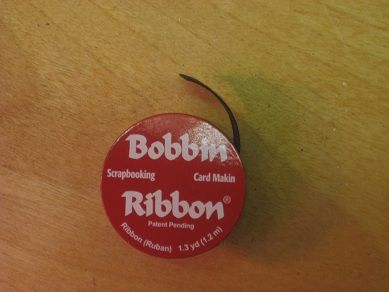 Bobbin
Scrapbooking Card Makin
Ribbon®
Patent Pending
Ribbon (Ruban) 1.3 yd (1.2 m)